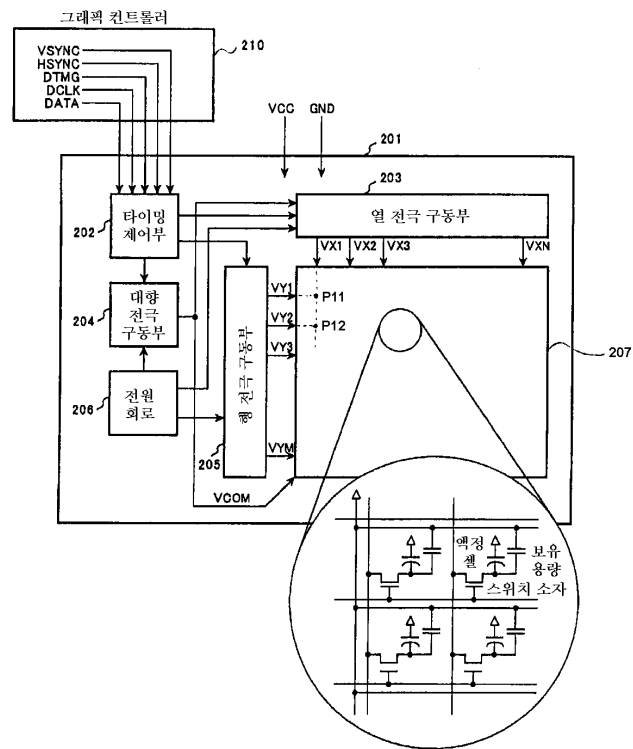 그래픽 컨트롤러
VSYNC
HSYNC
DTMG
DCLK
DATA
210
VCC GND
201
203
202
타이밍
제어부
열 전극 구동부
VX1 VX2 VX3 VXN
204
대향
전극
구동부
행 전극 구동부
VY1
VY2
VY3
VYM
P11
P12
207
206
전원
회로
205
VCOM
액정
셀
보유
용량
스위치 소자